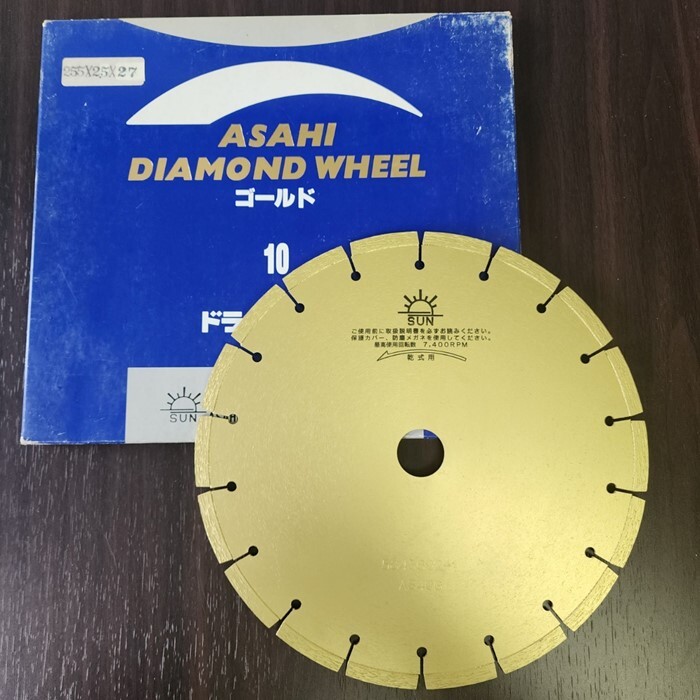 255X2.5X27
ASAHI
DIAMOND WHEEL
ゴールド
10
ドラ
SUN
SUN
ご使用前に取扱説明書を必ずお読みください。
保護カバー、防塵メガネを使用してください。
最高使用回転数 7,400RPM
乾式用